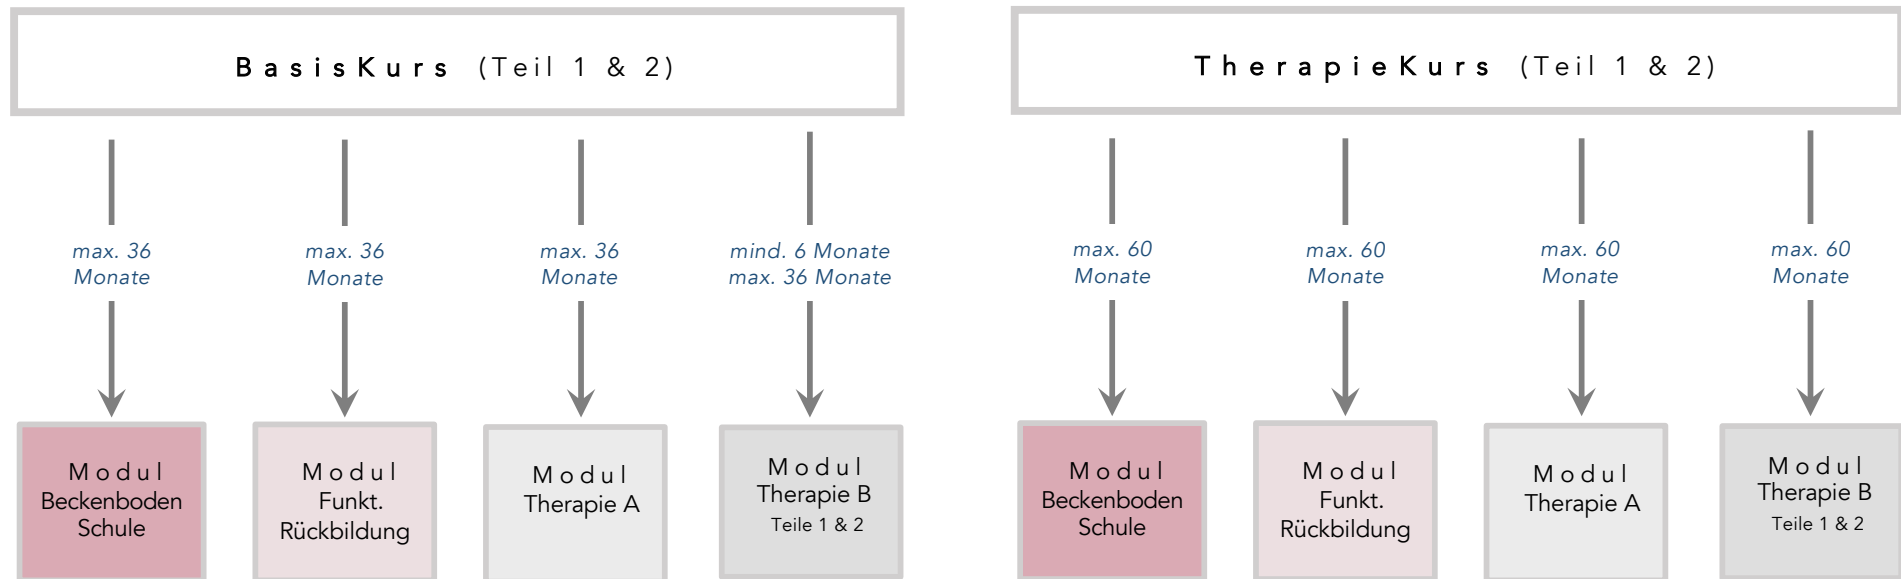 BasisKurs (Teil 1 & 2)
max. 36
Monate
max. 36
Monate
max. 36
Monate
mind. 6 Monate
max. 36 Monate
Modul
Beckenboden
Schule
Modul
Funkt.
Rückbildung
Modul
Therapie A
Modul
Therapie B
Teile 1 & 2
TherapieKurs (Teil 1 & 2)
max. 60
Monate
max. 60
Monate
max. 60
Monate
max. 60
Monate
Modul
Beckenboden
Schule
Modul
Funkt.
Rückbildung
Modul
Therapie A
Modul
Therapie B
Teile 1 & 2